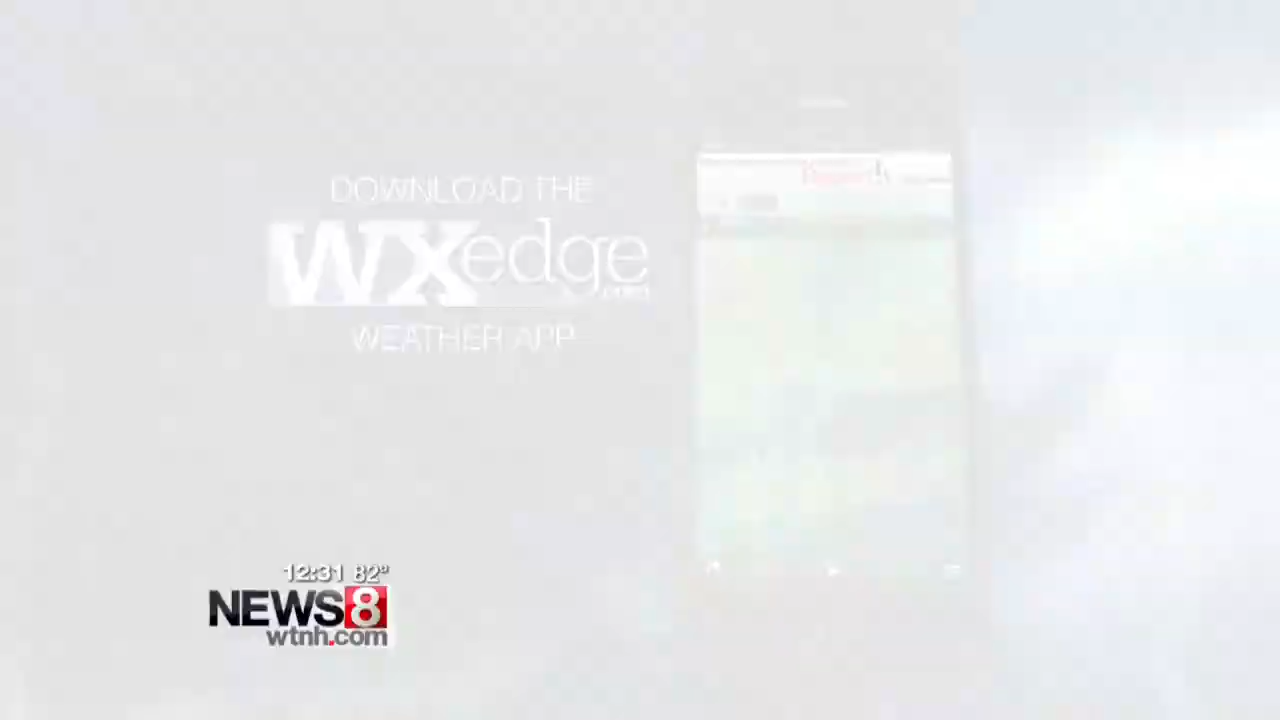 DOWNLOAD THE
WXedge
.com
WEATHER APP
12:31 82°
NEWS8
wtnh.com